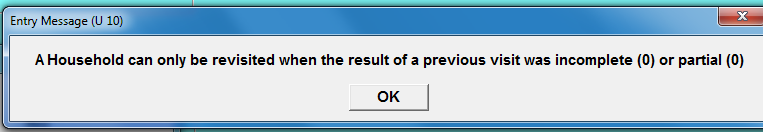 Entry Message (U 10)
A Household can only be revisited when the result of a previous visit was incomplete (0) or partial (0)
OK